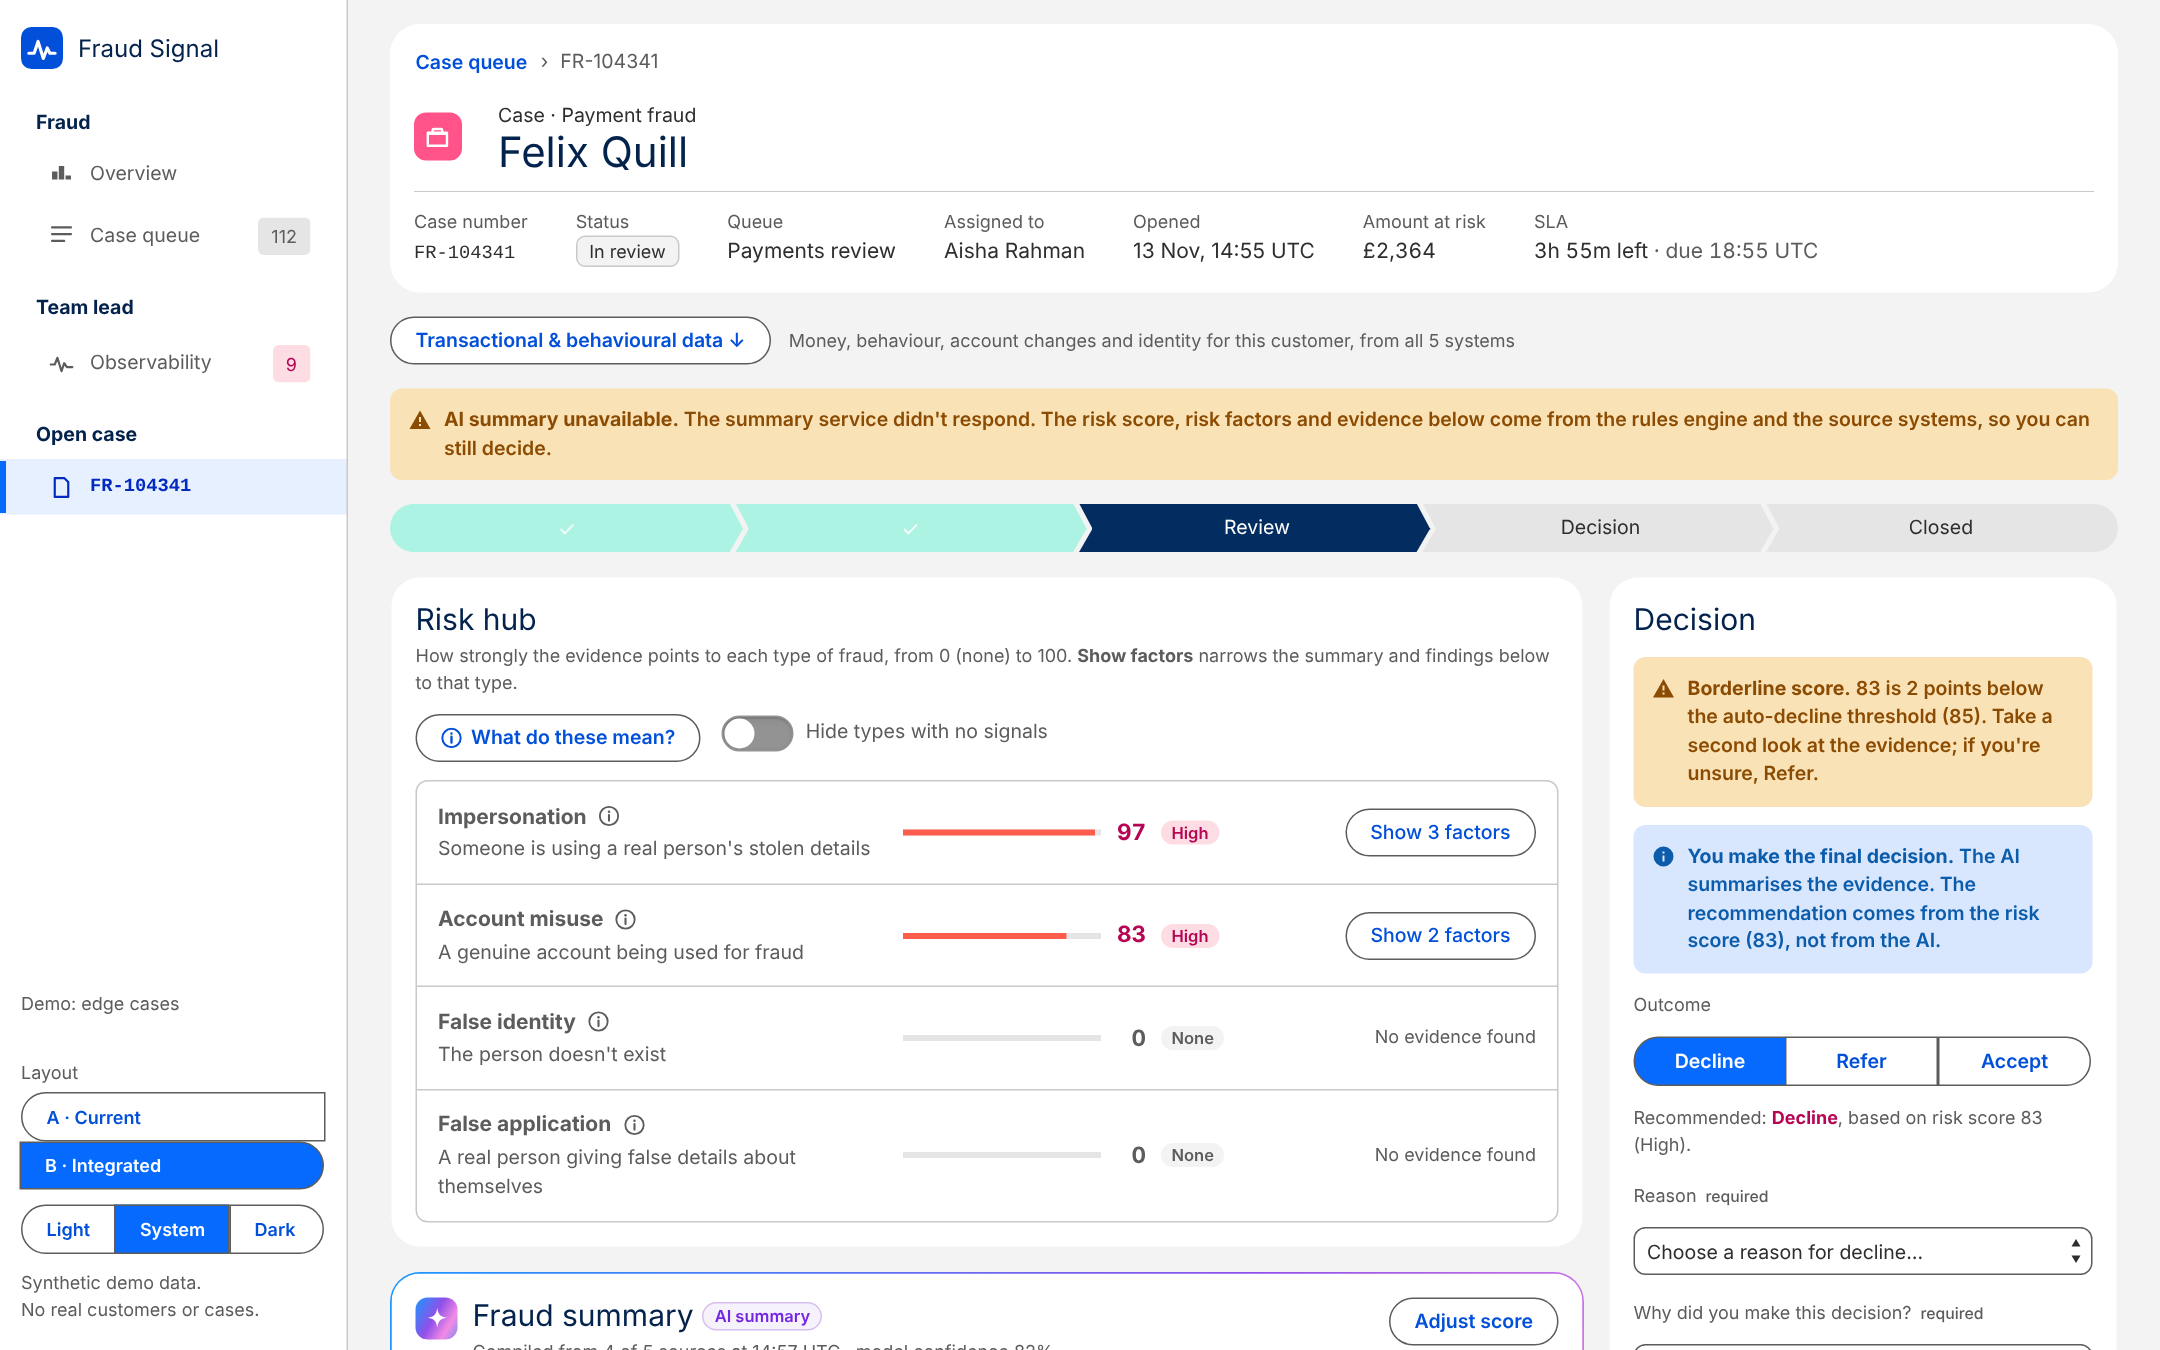 Fraud Signal
Fraud
Overview
Case queue 112
Team lead
Observability 9
Open case
FR-104341
Demo: edge cases
Layout
A · Current
B · Integrated
Light System Dark
Synthetic demo data.
No real customers or cases.
Case queue › FR-104341
Case · Payment fraud
Felix Quill
Case number Status Queue Assigned to Opened Amount at risk SLA
FR-104341 In review Payments review Aisha Rahman 13 Nov, 14:55 UTC £2,364 3h 55m left · due 18:55 UTC
Transactional & behavioural data ↓ Money, behaviour, account changes and identity for this customer, from all 5 systems
AI summary unavailable. The summary service didn't respond. The risk score, risk factors and evidence below come from the rules engine and the source systems, so you can
still decide.
Review Decision Closed
Risk hub
How strongly the evidence points to each type of fraud, from 0 (none) to 100. Show factors narrows the summary and findings below
to that type.
What do these mean? Hide types with no signals
Impersonation
Someone is using a real person's stolen details
97 High Show 3 factors
Account misuse
A genuine account being used for fraud
83 High Show 2 factors
False identity
The person doesn't exist
0 None No evidence found
False application
A real person giving false details about
themselves
0 None No evidence found
Fraud summary AI summary Adjust score
Compiled from 4 of 5 sources at 14:57 UTC · model confidence 82%
Decision
Borderline score. 83 is 2 points below
the auto-decline threshold (85). Take a
second look at the evidence; if you're
unsure, Refer.
You make the final decision. The AI
summarises the evidence. The
recommendation comes from the risk
score (83), not from the AI.
Outcome
Decline Refer Accept
Recommended: Decline, based on risk score 83
(High).
Reason required
Choose a reason for decline...
Why did you make this decision? required